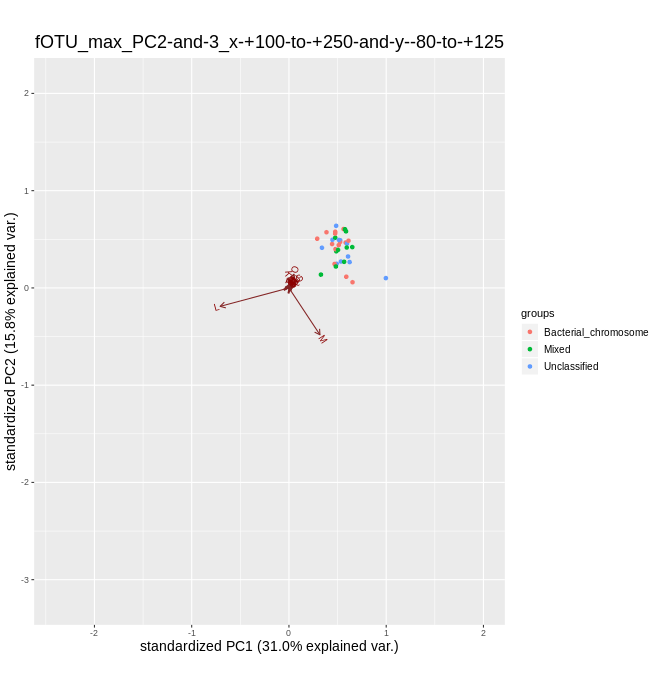 fOTU_max_PC2-and-3_x-+100-to-+250-and-y--80-to-+125
standardized PC2 (15.8% explained var.)
2
1
0
-1
-2
-3
L
M
-2
-1
0
1
2
standardized PC1 (31.0% explained var.)
groups
Bacterial_chromosome
Mixed
Unclassified